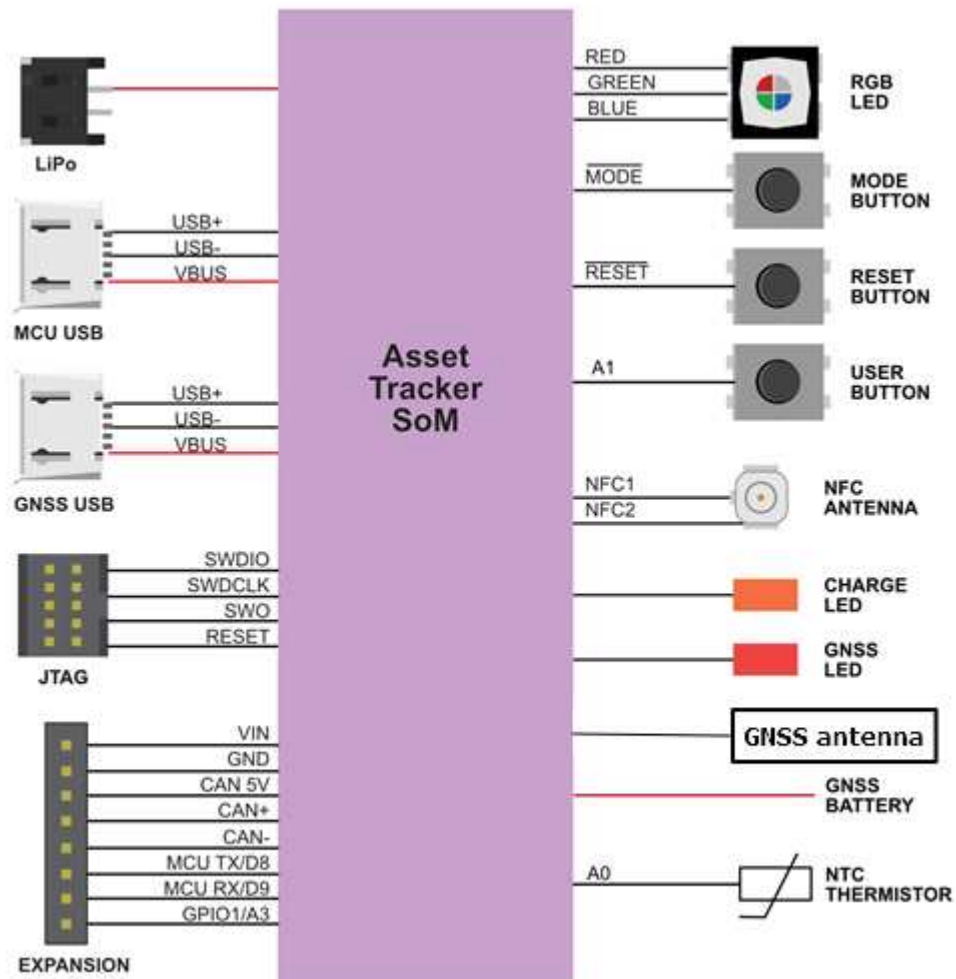 LiPo
USB+
USB-
VBUS
MCU USB
USB+
USB-
VBUS
GNSS USB
SWDIO
SWDCLK
SWO
RESET
JTAG
VIN
GND
CAN 5V
CAN+
CAN-
MCU TX/D8
MCU RX/D9
GPIO1/A3
EXPANSION
Asset
Tracker
SoM
RED
GREEN
BLUE
RGB
LED
MODE
MODE
BUTTON
RESET
RESET
BUTTON
A1
USER
BUTTON
NFC1
NFC2
NFC
ANTENNA
CHARGE
LED
GNSS
LED
GNSS antenna
GNSS
BATTERY
A0
NTC
THERMISTOR